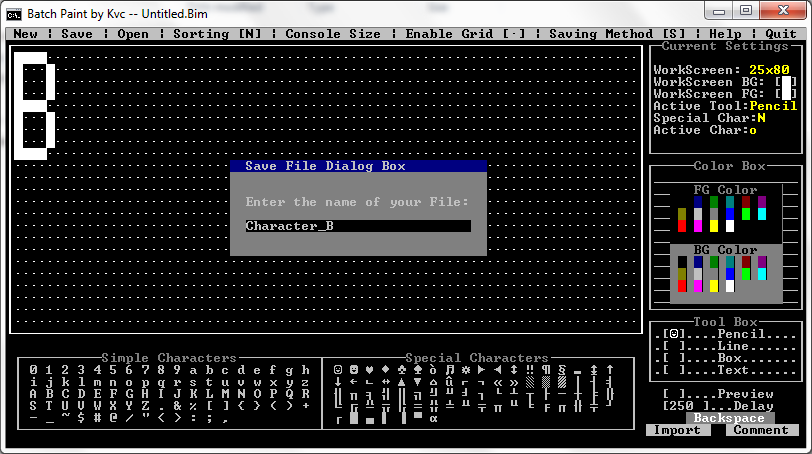 Batch Paint by Kvc -- Untitled.Bim
New ¦ Save ¦ Open ¦ Sorting [N] ¦ Console Size ¦ Enable Grid [·] ¦ Saving Method [S] ¦ Help ¦ Quit
Current Settings
WorkScreen: 25x80
WorkScreen BG: [ ]
WorkScreen FG: [ ]
Active Tool:Pencil
Special Char:N
Active Char:o
Save File Dialog Box
Enter the name of your File:
Character_B
Color Box
FG Color
BG Color
Tool Box
.[☺]....Pencil....
.[ ]....Line......
.[ ]....Box.......
.[ ]....Text......
[ ]....Preview
[250 ]...Delay
Backspace
Import Comment
Simple Characters
0 1 2 3 4 5 6 7 8 9 a b c d e f g h
i j k l m n o p q r s t u v w x y z
A B C D E F G H I J K L M N O P Q R
S T U V W X Y Z . & % [ ] { } ( ) +
- _ ~ $ # @ / " < > : ; ,
Special Characters